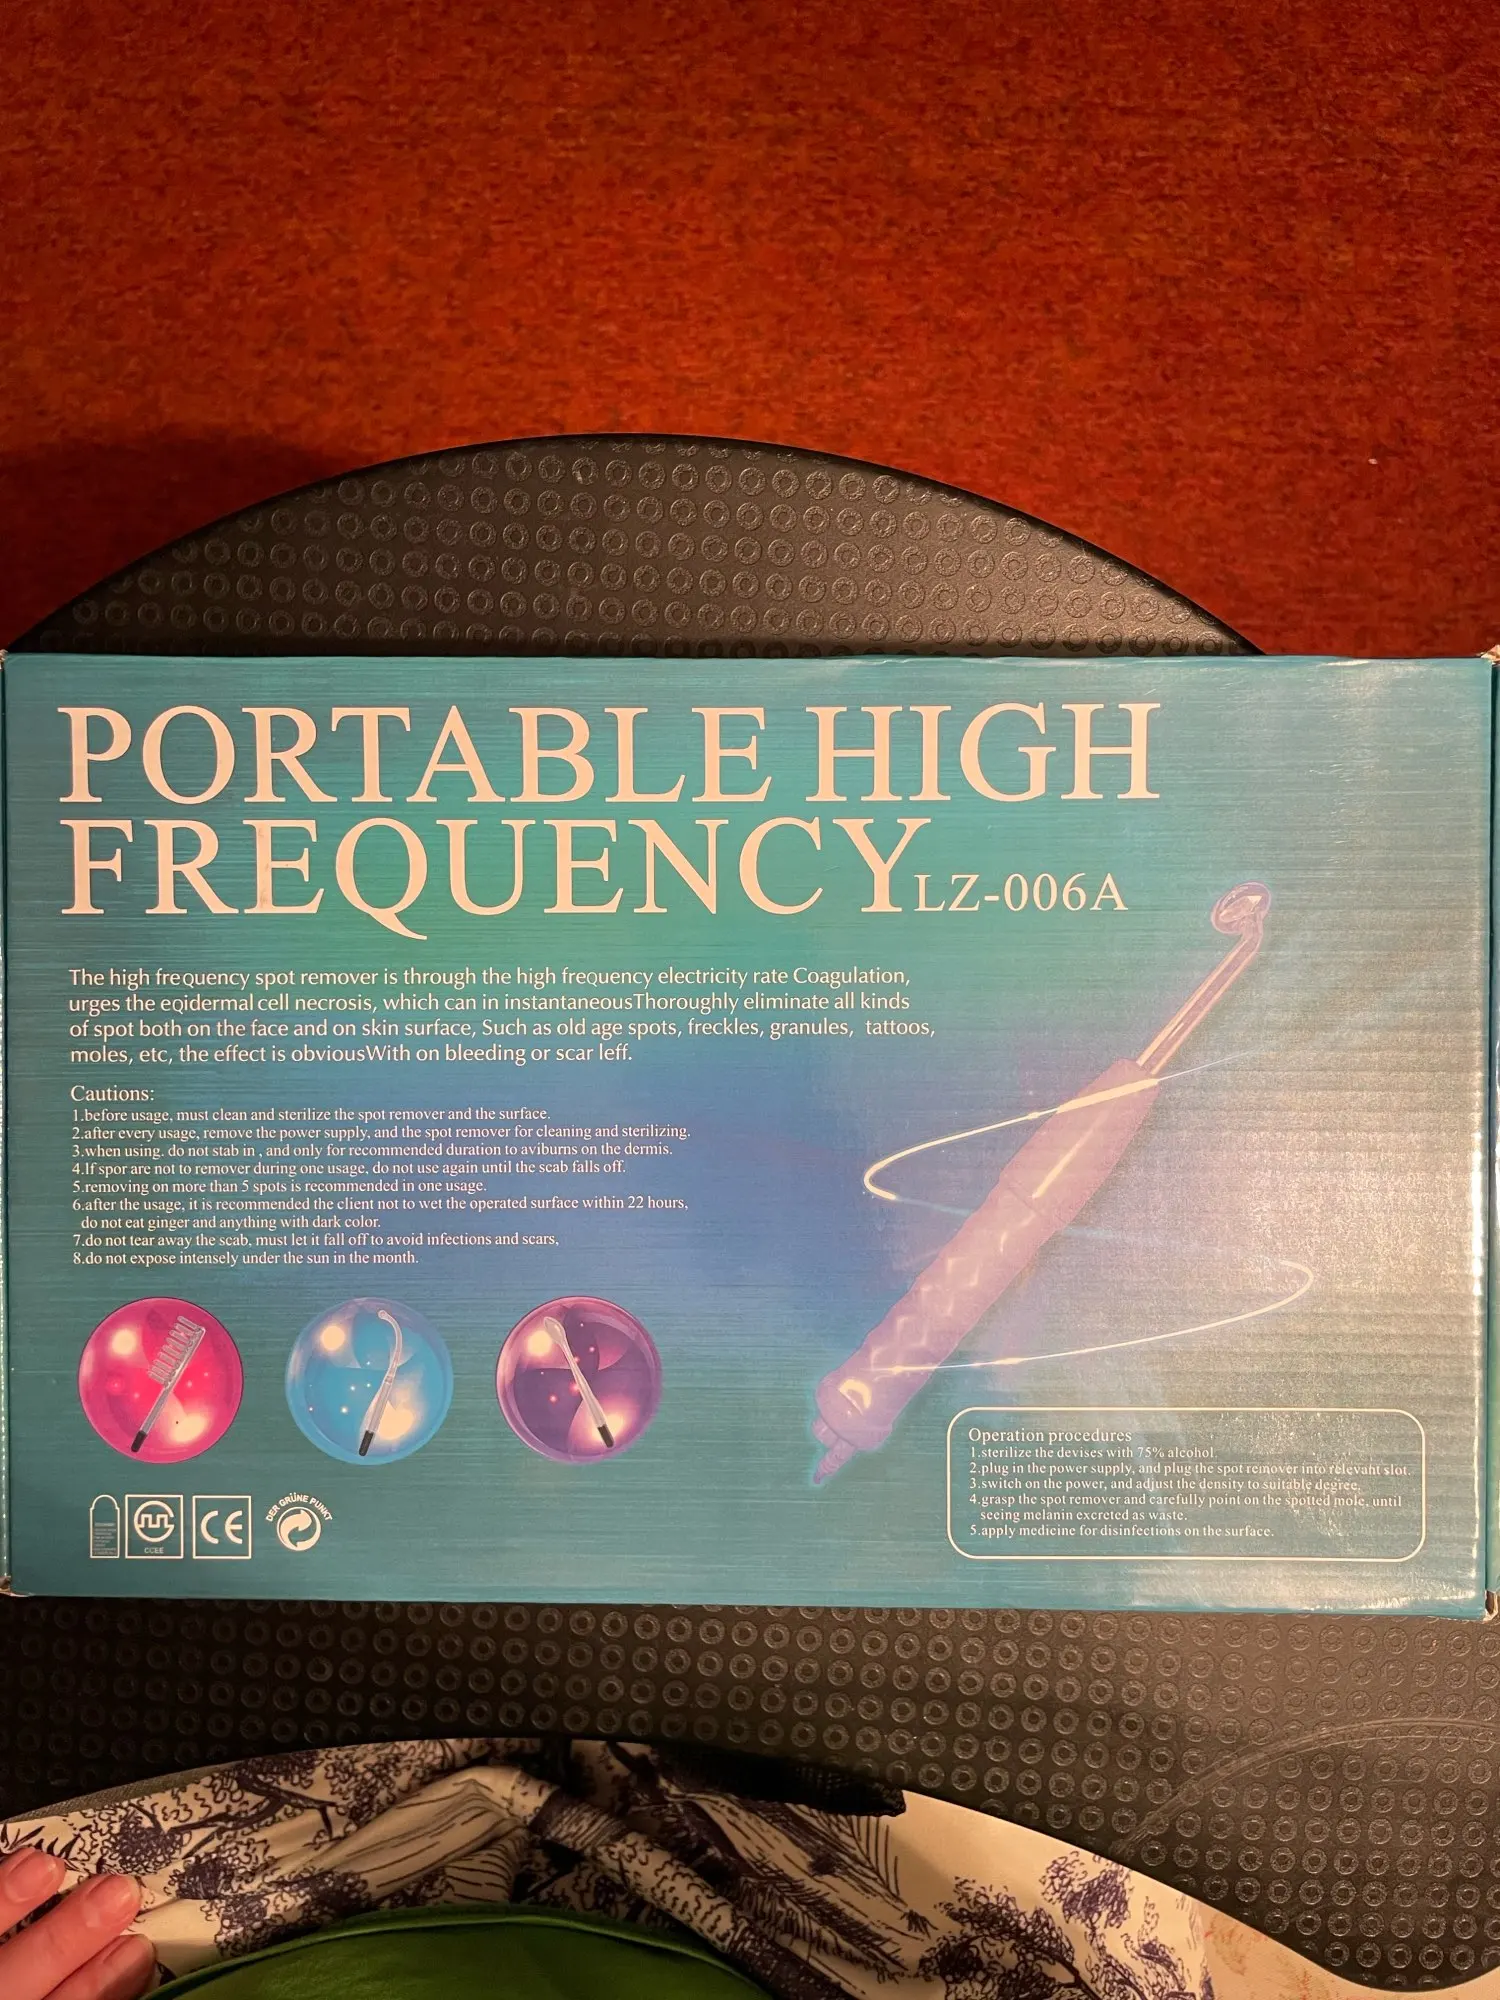 PORTABLE HIGH
FREQUENCY LZ-006A
The high freQuency spot remover is through the high freQuency electricity rate Coagulation,
urges the eqidermal cell necrosis, which can in instantaneousThoroughly eliminate all kinds
of spot both on the face and on skin surface, Such as old age spots, freckles, granules, tattoos,
moles, etc, the effect is obviousWith on bleeding or scar leff.
Cautions:
1.before usage, must clean and sterilize the spot remover and the surface.
2.after every usage, remove the power supply, and the spot remover for cleaning and sterilizing.
3.when using. do not stab in , and only for recommended duration to aviburns on the dermis.
4.lf spor are not to remover during one usage, do not use again until the scab falls off.
5.removing on more than 5 spots is recommended in one usage.
6.after the usage, it is recommended the client not to wet the operated surface within 22 hours,
do not eat ginger and anything with dark color.
7.do not tear away the scab, must let it fall off to avoid infections and scars,
8.do not expose intensely under the sun in the month.
CCEE
CE
DER GRÜNE PUNKT
Operation procedures
1.sterilize the devises with 75% alcohol.
2.plug in the power supply, and plug the spot remover into relevant slot.
3.switch on the power, and adjust the density to suitable degree.
4.grasp the spot remover and carefully point on the spotted mole, until
seeing melanin excreted as waste.
5.apply medicine for disinfections on the surface.